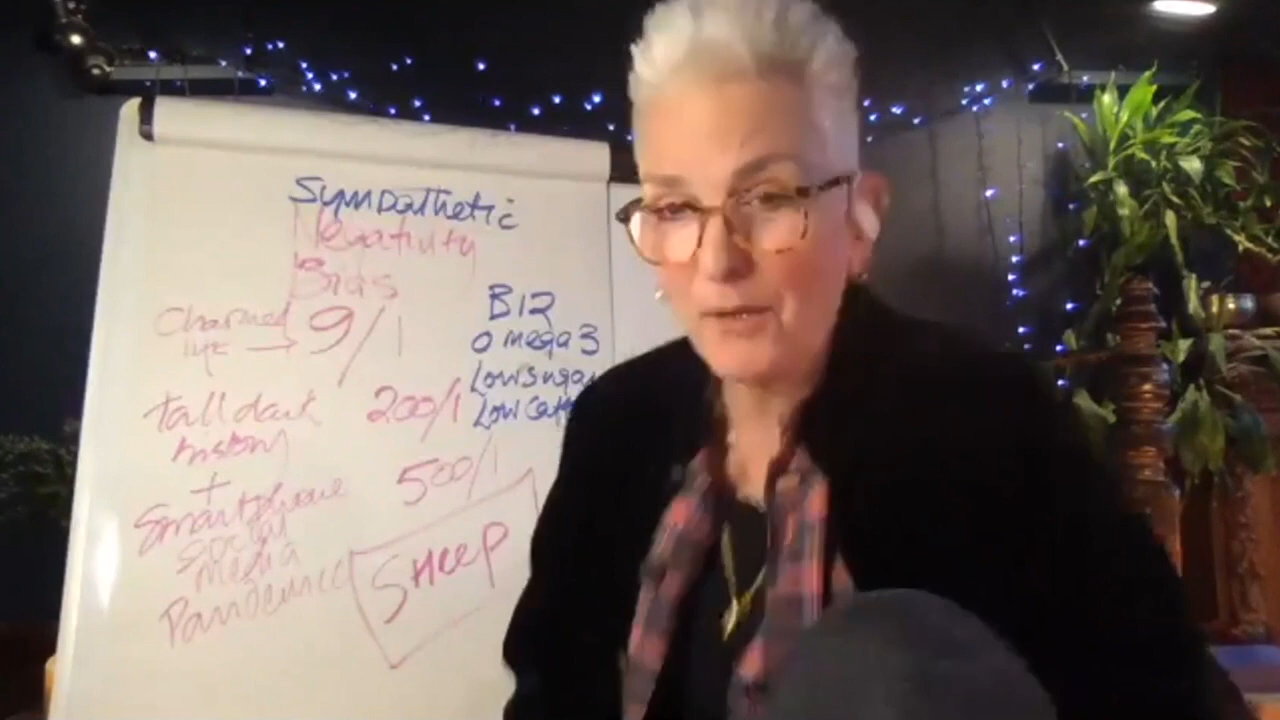 Sympathetic
Negativity
Bias
Charmed 9/1
life →
B12
Omega 3
Low sugar
tall dark 200/1
history
+
Smartphone 500/1
Social
Media
Pandemic
SHEEP